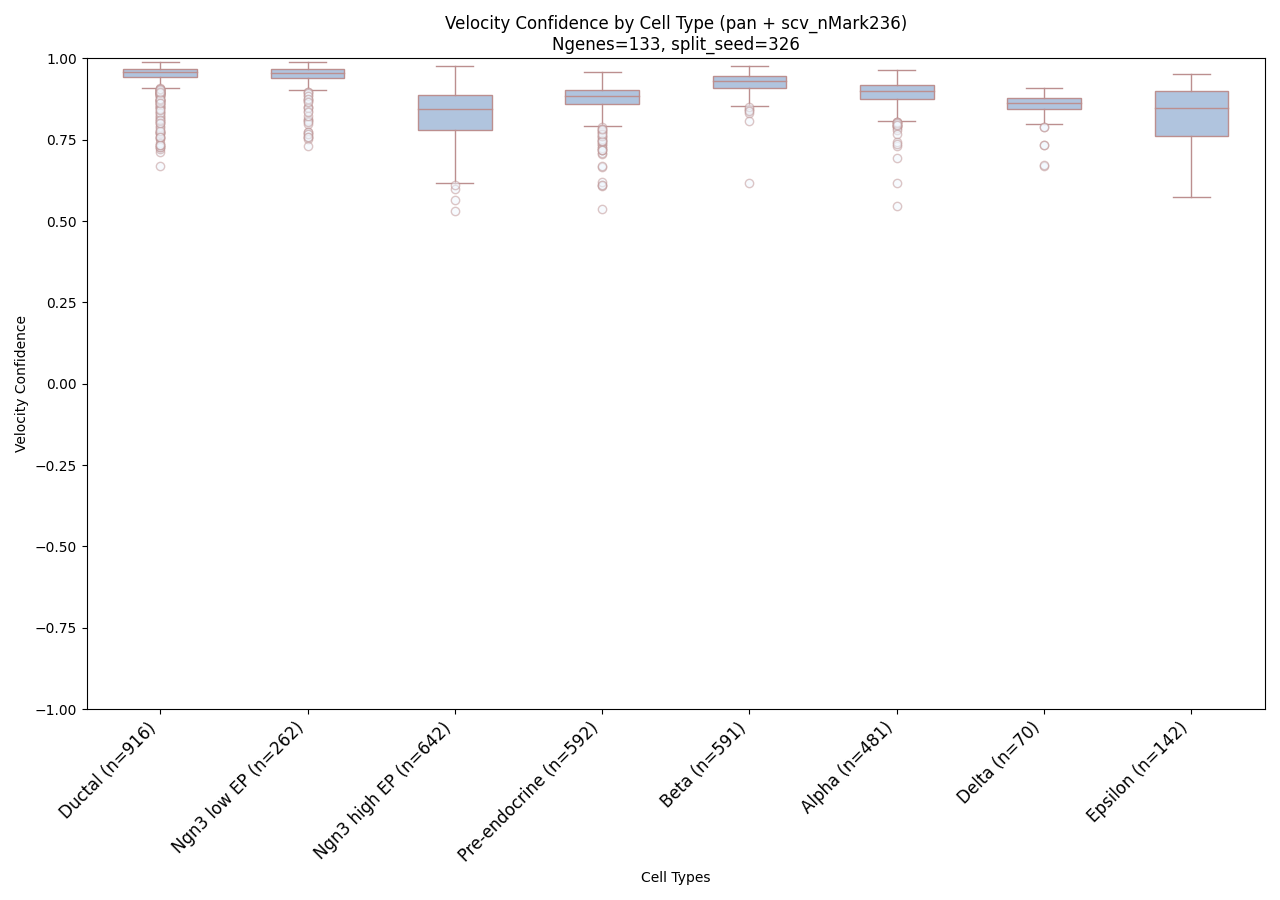 Velocity Confidence by Cell Type (pan + scv_nMark236)
Ngenes=133, split_seed=326
1.00
0.75
0.50
0.25
0.00
−0.25
−0.50
−0.75
−1.00
Velocity Confidence
Ductal (n=916)
Ngn3 low EP (n=262)
Ngn3 high EP (n=642)
Pre-endocrine (n=592)
Beta (n=591)
Alpha (n=481)
Delta (n=70)
Epsilon (n=142)
Cell Types